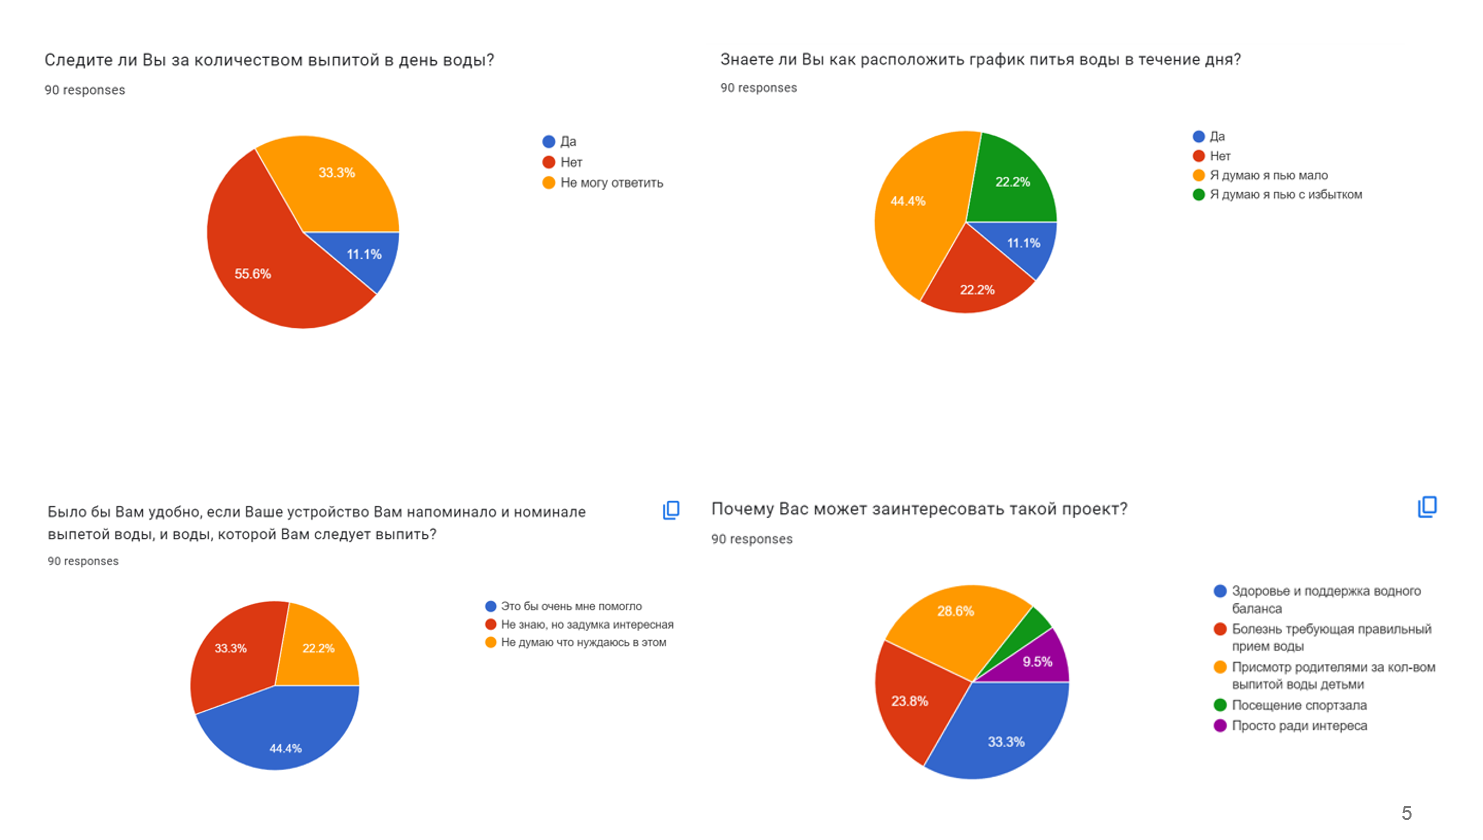 Следите ли Вы за количеством выпитой в день воды?
90 responses
33.3%
11.1%
55.6%
Да
Нет
Не могу ответить
Знаете ли Вы как расположить график питья воды в течение дня?
90 responses
22.2%
44.4%
11.1%
22.2%
Да
Нет
Я думаю я пью мало
Я думаю я пью с избытком
Было бы Вам удобно, если Ваше устройство Вам напоминало и номинале
выпетой воды, и воды, которой Вам следует выпить?
90 responses
33.3%
22.2%
44.4%
Это бы очень мне помогло
Не знаю, но задумка интересная
Не думаю что нуждаюсь в этом
Почему Вас может заинтересовать такой проект?
90 responses
28.6%
9.5%
23.8%
33.3%
Здоровье и поддержка водного
баланса
Болезнь требующая правильный
прием воды
Присмотр родителями за кол-вом
выпитой воды детьми
Посещение спортзала
Просто ради интереса
5